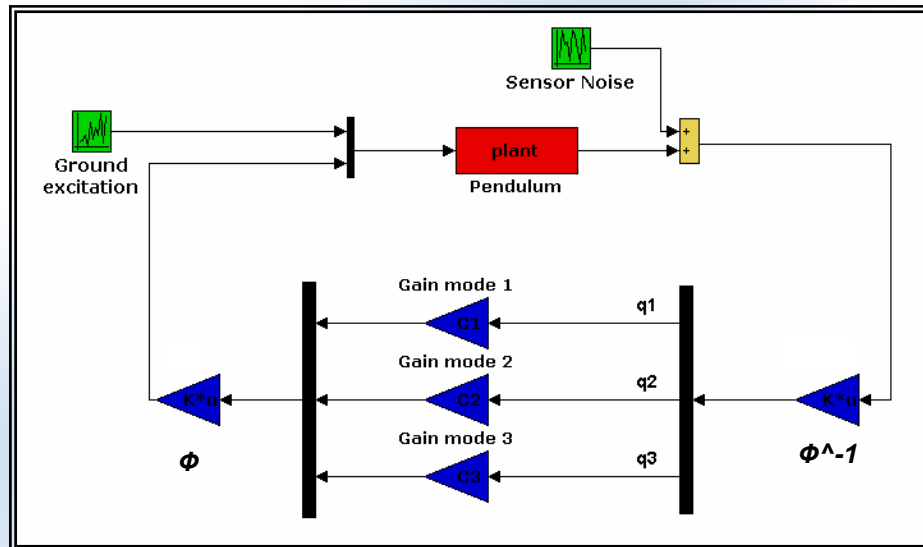 Sensor Noise
Ground
excitation
plant
Pendulum
+
+
Gain mode 1
C1
q1
Gain mode 2
K*u
C2
q2
K*u
Φ
Φ^-1
Gain mode 3
C3
q3